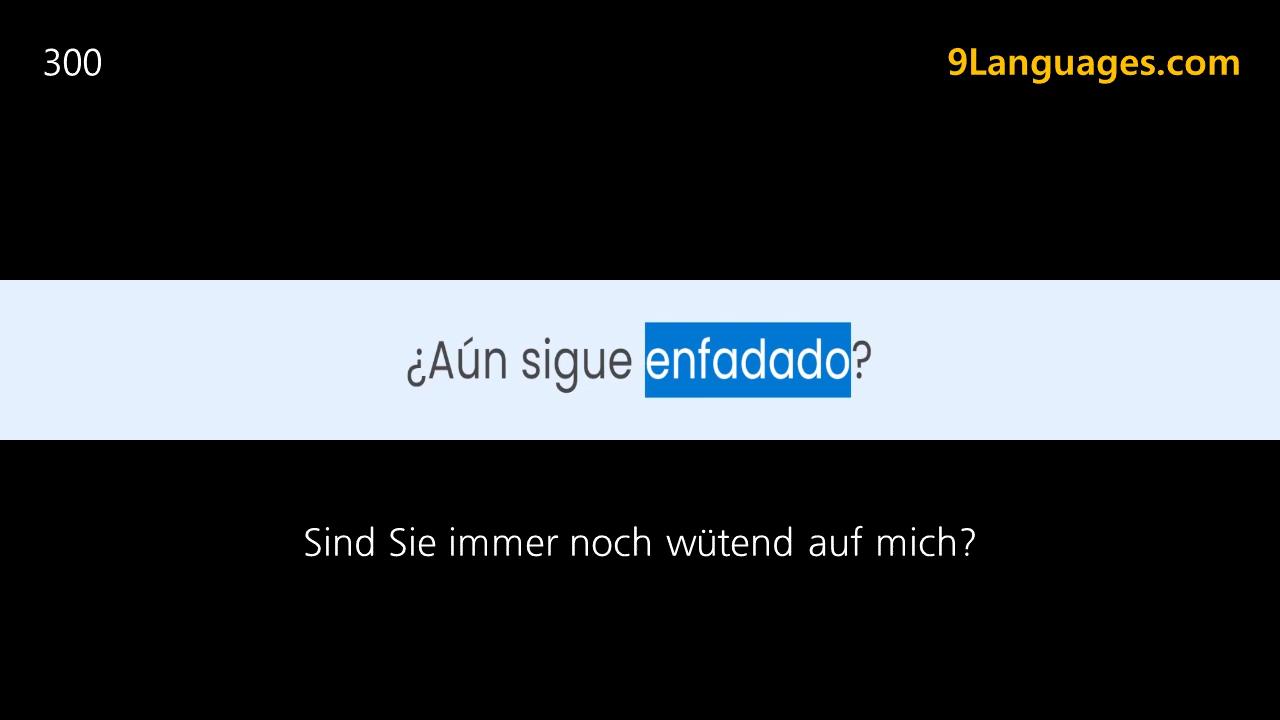 300
9Languages.com
¿Aún sigue enfadado?
Sind Sie immer noch wütend auf mich?